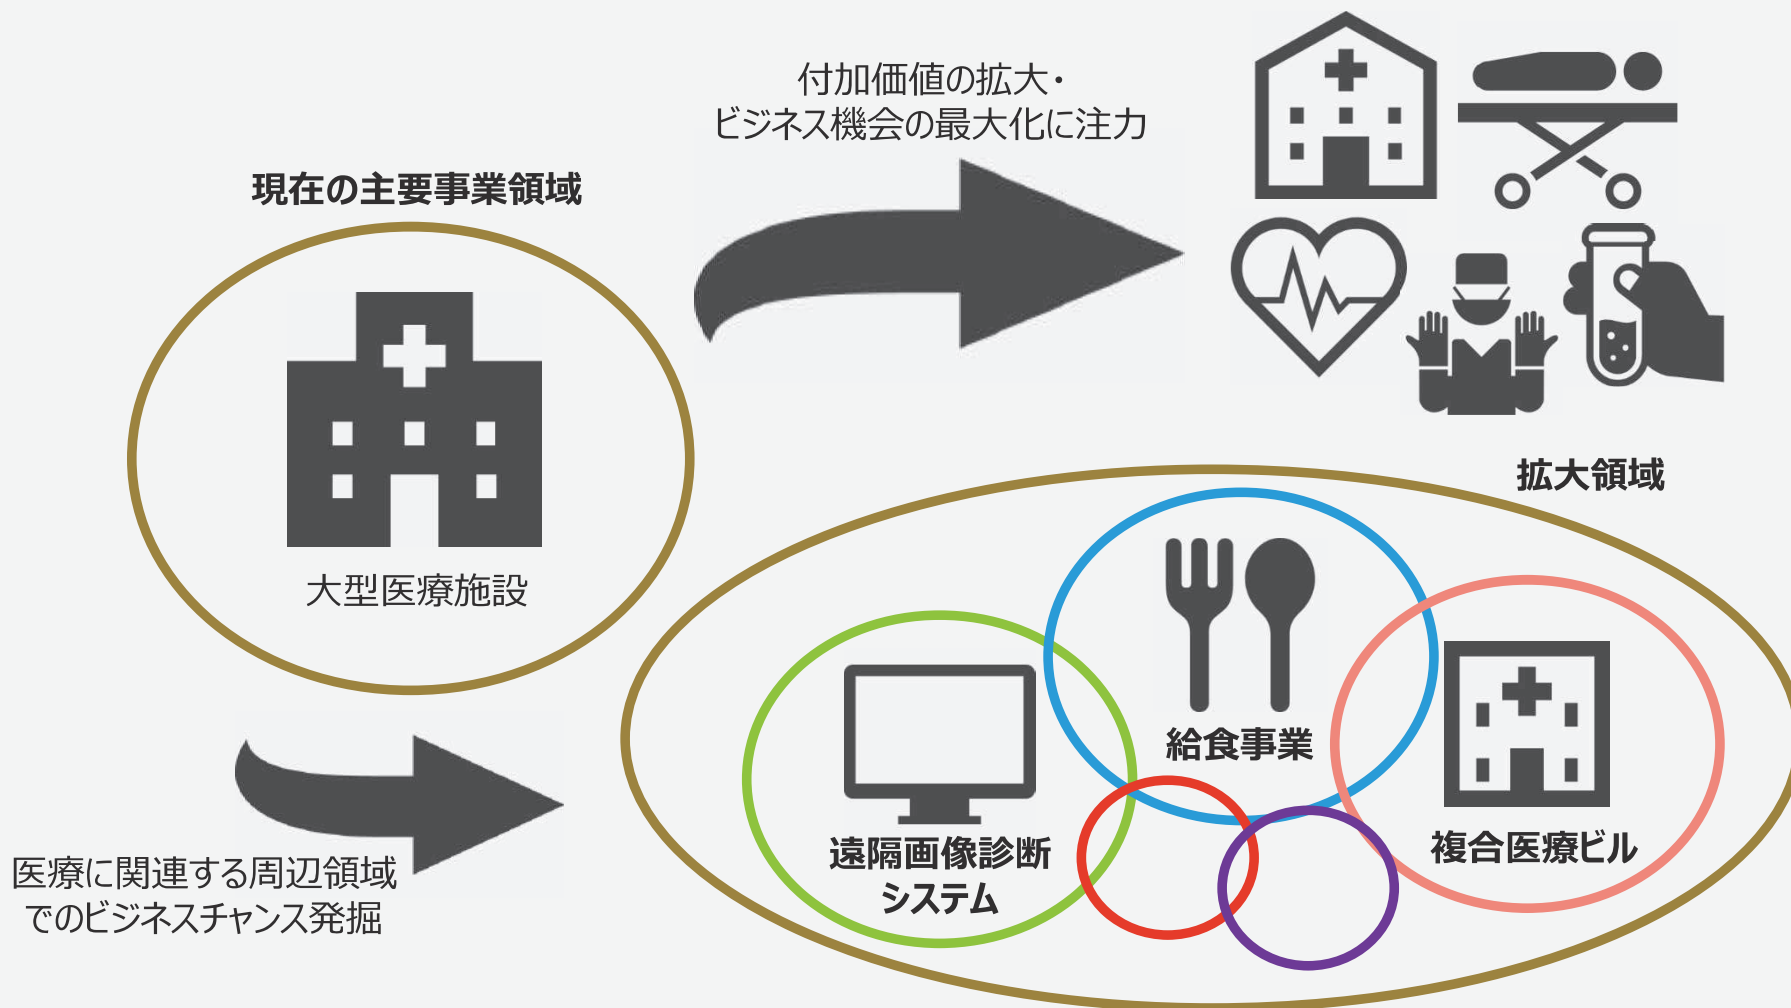 付加価値の拡大・
ビジネス機会の最大化に注力
現在の主要事業領域
大型医療施設
拡大領域
給食事業
遠隔画像診断
システム
複合医療ビル
医療に関連する周辺領域
でのビジネスチャンス発掘